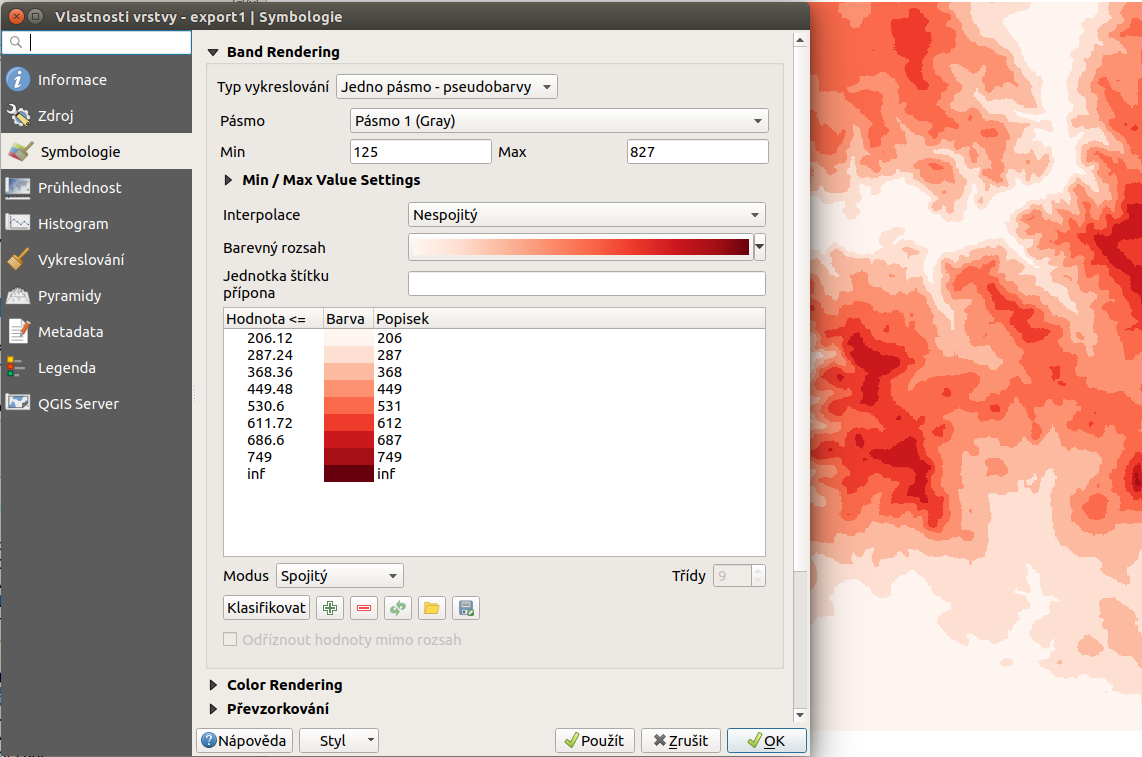 Vlastnosti vrstvy - export1 | Symbologie
Informace
Zdroj
Symbologie
Průhlednost
Histogram
Vykreslování
Pyramidy
Metadata
Legenda
QGIS Server
Band Rendering
Typ vykreslování Jedno pásmo - pseudobarvy
Pásmo Pásmo 1 (Gray)
Min 125 Max 827
Min / Max Value Settings
Interpolace Nespojitý
Barevný rozsah
Jednotka štítku
přípona
Hodnota <= Barva Popisek
206.12 206
287.24 287
368.36 368
449.48 449
530.6 531
611.72 612
686.6 687
749 749
inf inf
Modus Spojitý Třídy 9
Klasifikovat
Odříznout hodnoty mimo rozsah
Color Rendering
Převzorkování
Nápověda Styl Použít Zrušit OK